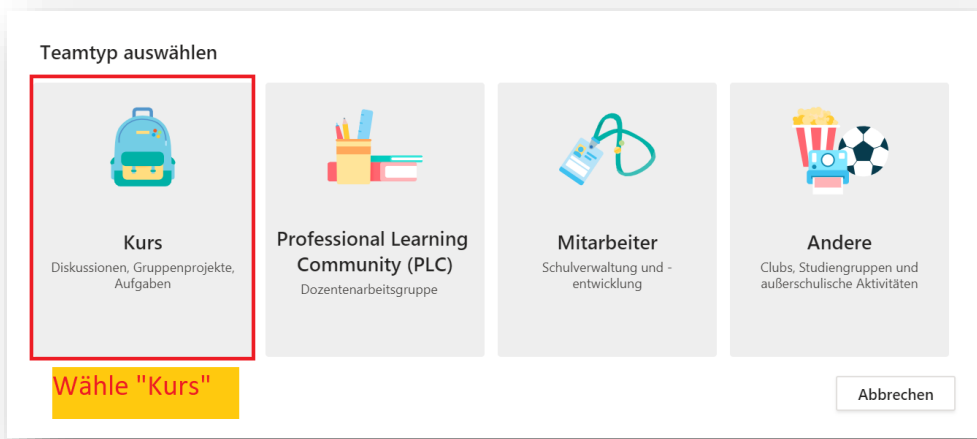 Teamtyp auswählen
Kurs
Diskussionen, Gruppenprojekte,
Aufgaben
Professional Learning
Community (PLC)
Dozentenarbeitsgruppe
Mitarbeiter
Schulverwaltung und -
entwicklung
Andere
Clubs, Studiengruppen und
außerschulische Aktivitäten
Wähle "Kurs"
Abbrechen